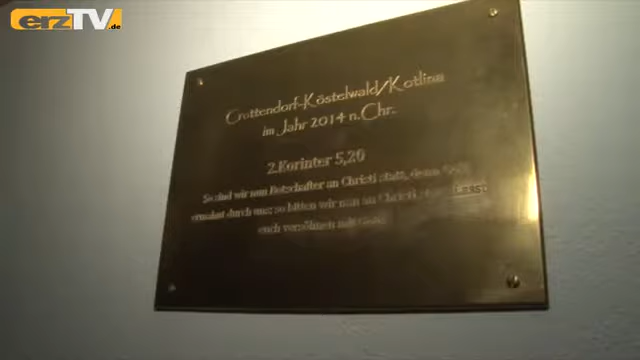 erzTV.de
Crottendorf-Köstelwald/Kotlina
im Jahr 2014 n.Chr.
2.Korinter 5,20
So sind wir nun Botschafter an Christi statt, denn
ermahnt durch uns; so bitten wir nun an Christi
euch versöhnen mit